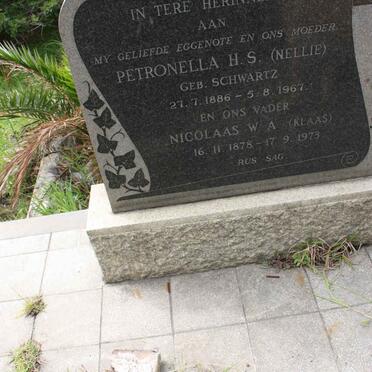 IN TERE
AAN
MY GELIEFDE EGGENOTE EN ONS MOEDER
PETRONELLA H.S. (NELLIE)
GEB. SCHWARTZ
27.7.1886 - 5.8.1967
EN ONS VADER
NICOLAAS W A (KLAAS)
16.11.1878 - 17.9.1973
RUS SAG